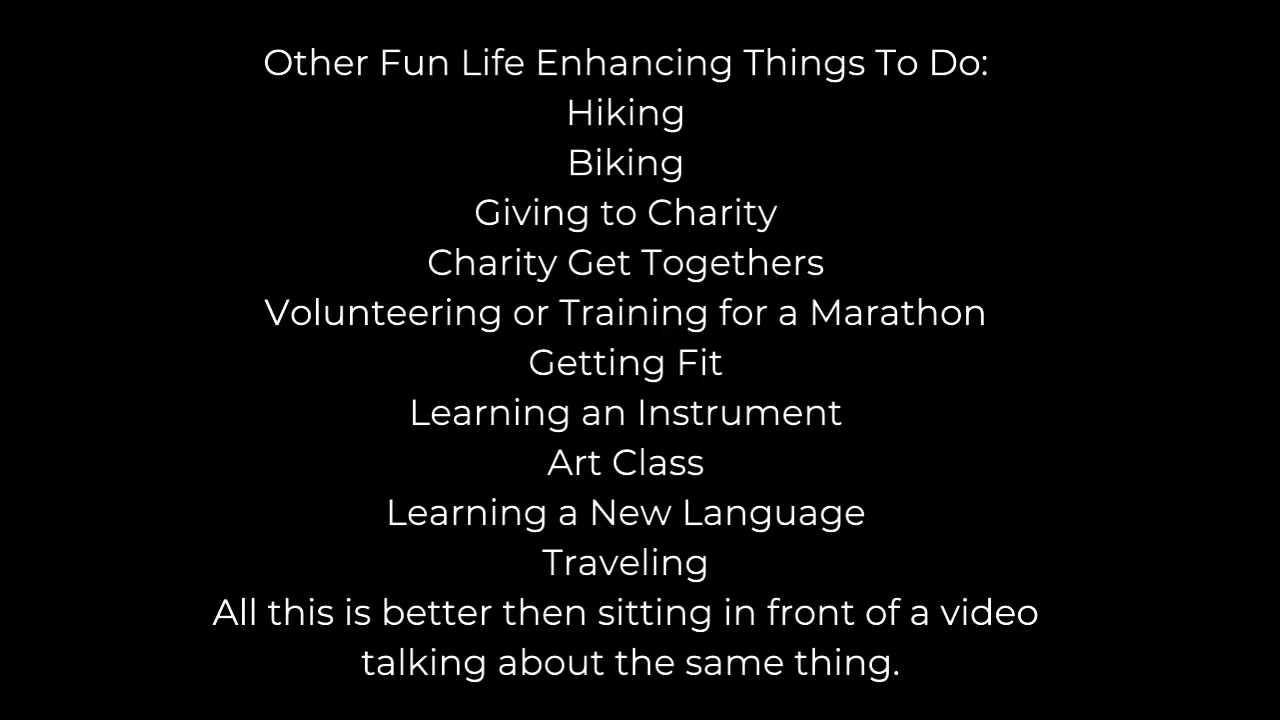 Other Fun Life Enhancing Things To Do:
Hiking
Biking
Giving to Charity
Charity Get Togethers
Volunteering or Training for a Marathon
Getting Fit
Learning an Instrument
Art Class
Learning a New Language
Traveling
All this is better then sitting in front of a video
talking about the same thing.